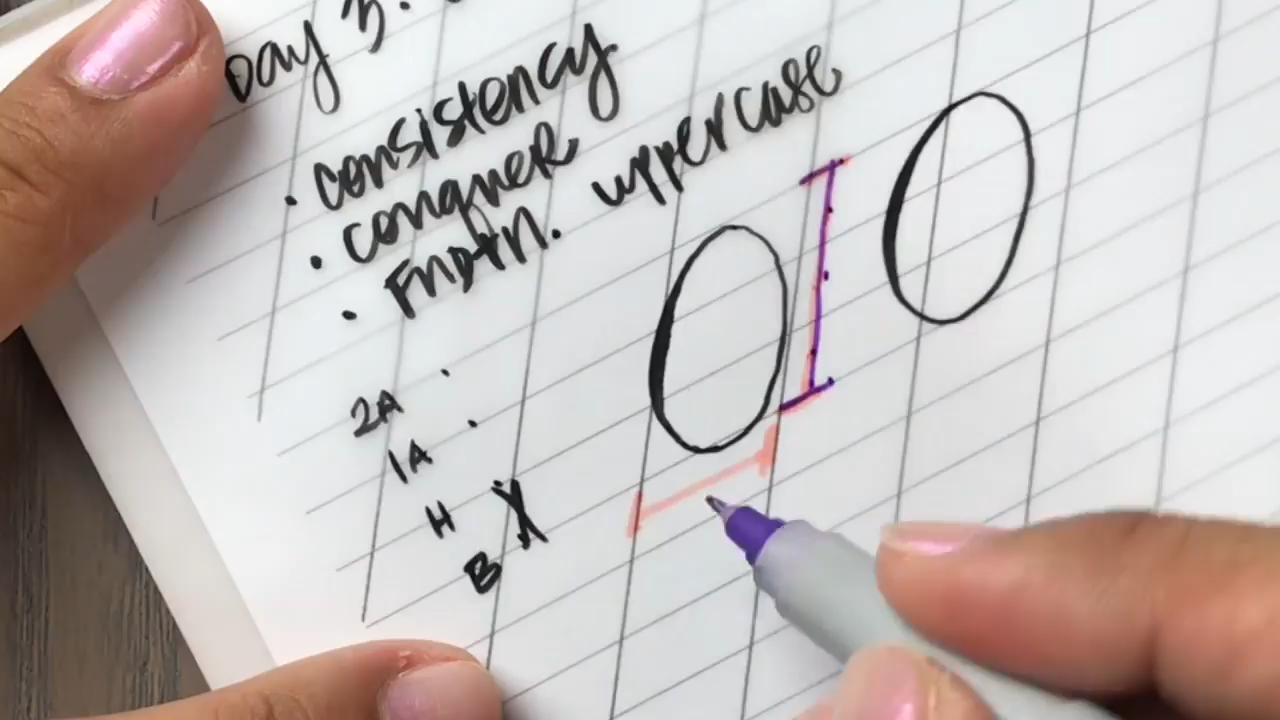 Day 3.
• consistency
• conquer
• FNDtN. uppercase
2A
1A
H X
B
O O